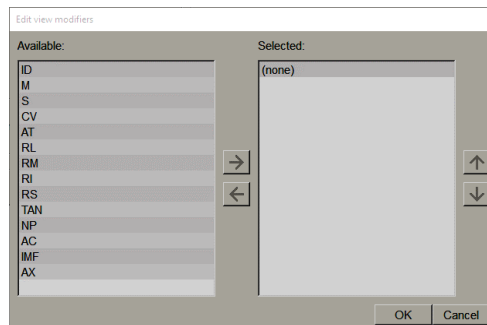 Edit view modifiers
Available:
Selected:
ID
M
S
CV
AT
RL
RM
RI
RS
TAN
NP
AC
IMF
AX
(none)
OK
Cancel